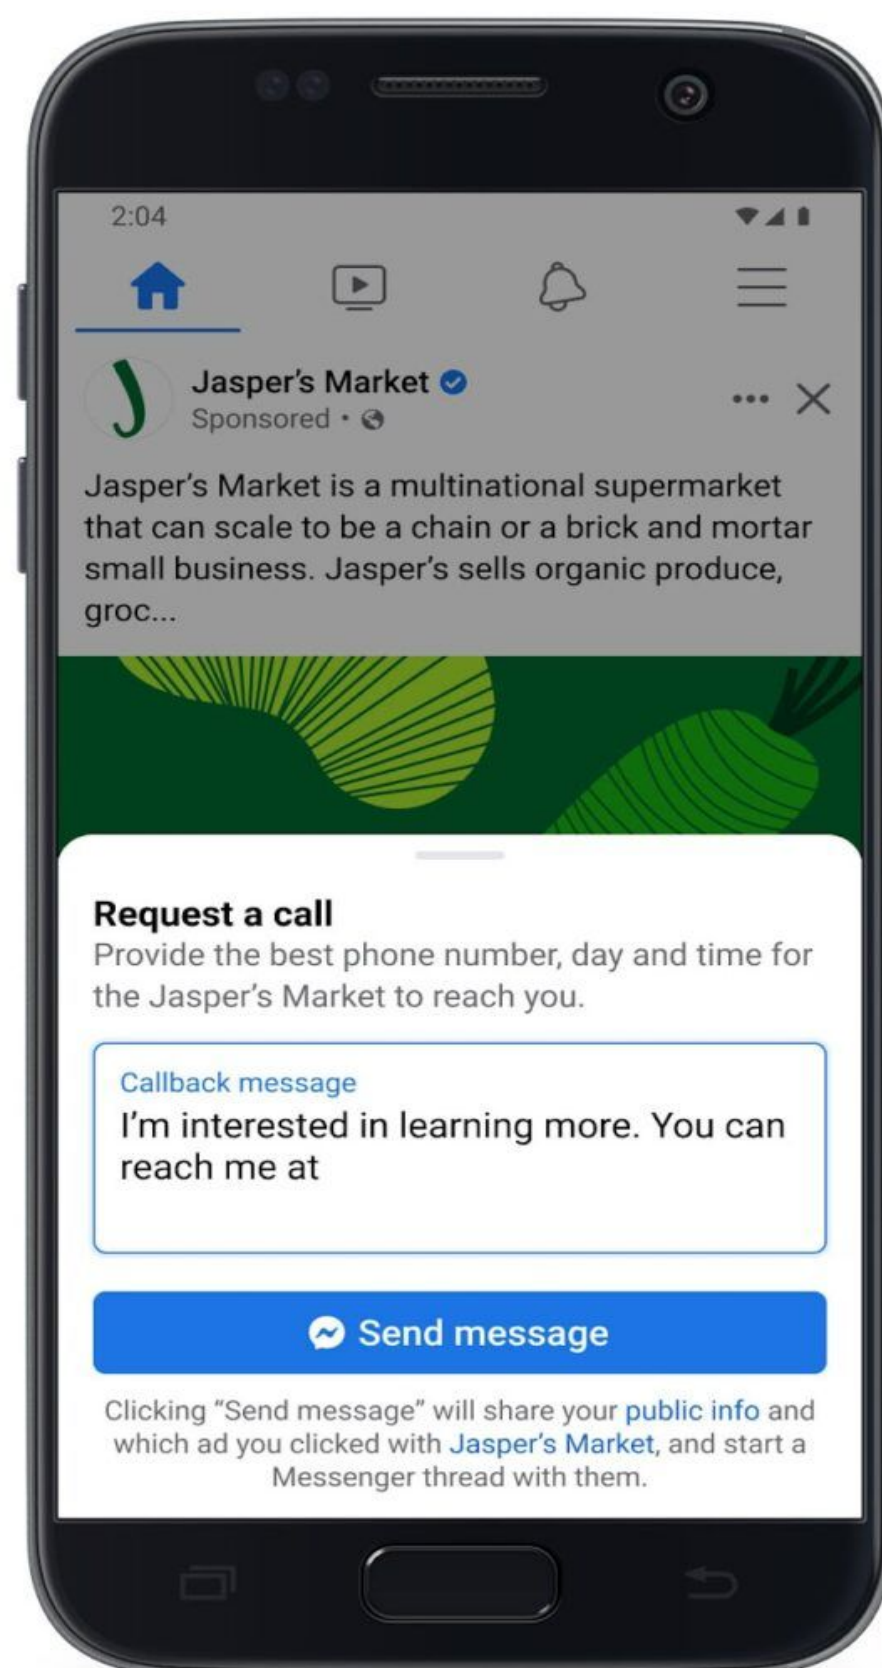 2:04
Jasper's Market
Sponsored ·
Jasper's Market is a multinational supermarket
that can scale to be a chain or a brick and mortar
small business. Jasper's sells organic produce,
groc...
Request a call
Provide the best phone number, day and time for
the Jasper's Market to reach you.
Callback message
I'm interested in learning more. You can
reach me at
Send message
Clicking “Send message” will share your public info and
which ad you clicked with Jasper's Market, and start a
Messenger thread with them.